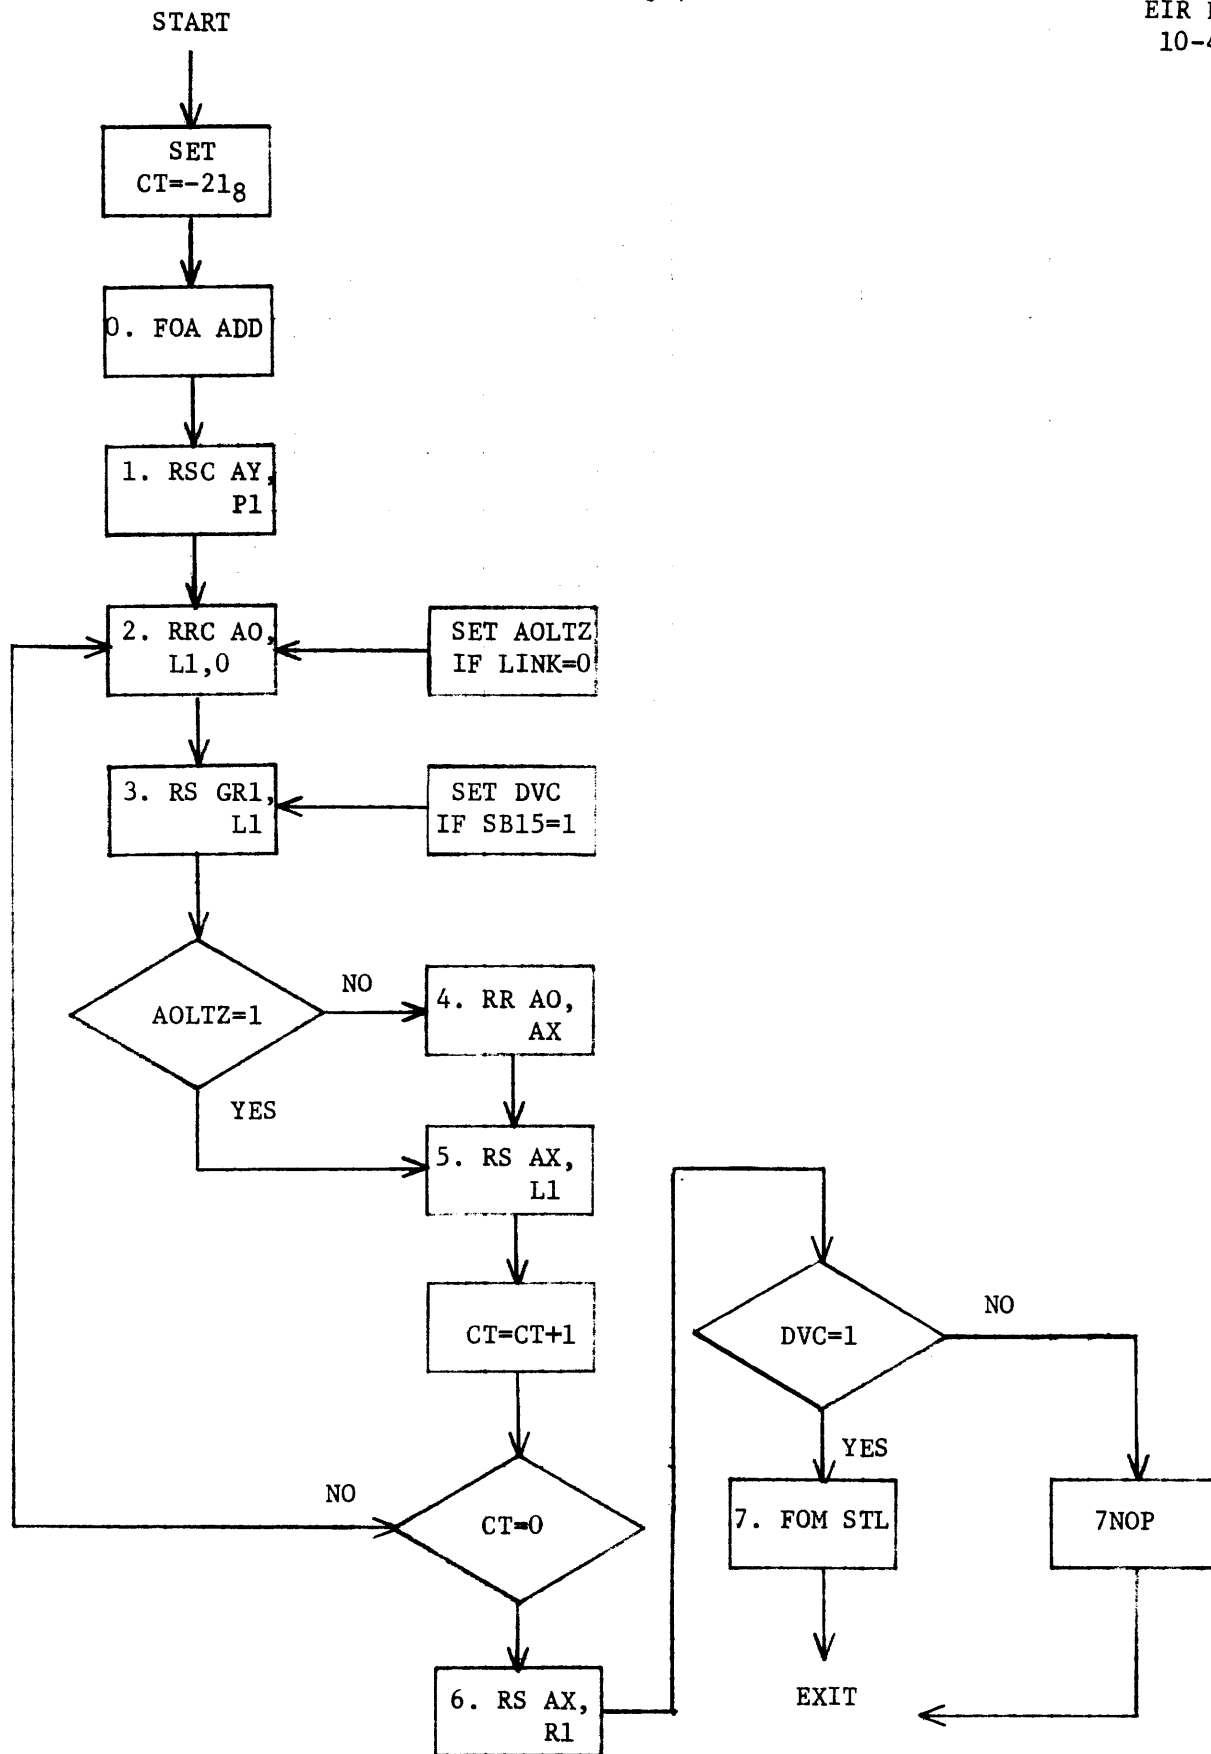 EIR
10-4
START
SET
CT=-21₈
0. FOA ADD
1. RSC AY,
P1
2. RRC AO,
L1,0
SET AOLTZ
IF LINK=0
3. RS GR1,
L1
SET DVC
IF SB15=1
AOLTZ=1
NO
YES
4. RR AO,
AX
5. RS AX,
L1
CT=CT+1
CT=0
NO
6. RS AX,
R1
DVC=1
NO
YES
7. FOM STL
7NOP
EXIT